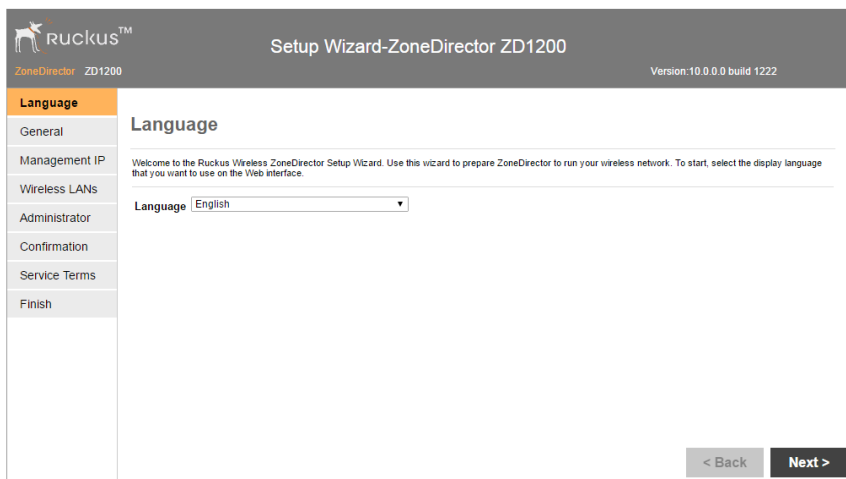 Ruckus™
Setup Wizard-ZoneDirector ZD1200
ZoneDirector ZD1200
Version:10.0.0.0 build 1222
Language
General
Management IP
Wireless LANs
Administrator
Confirmation
Service Terms
Finish
Language
Welcome to the Ruckus Wireless ZoneDirector Setup Wizard. Use this wizard to prepare ZoneDirector to run your wireless network. To start, select the display language
that you want to use on the Web interface.
Language English
< Back
Next >